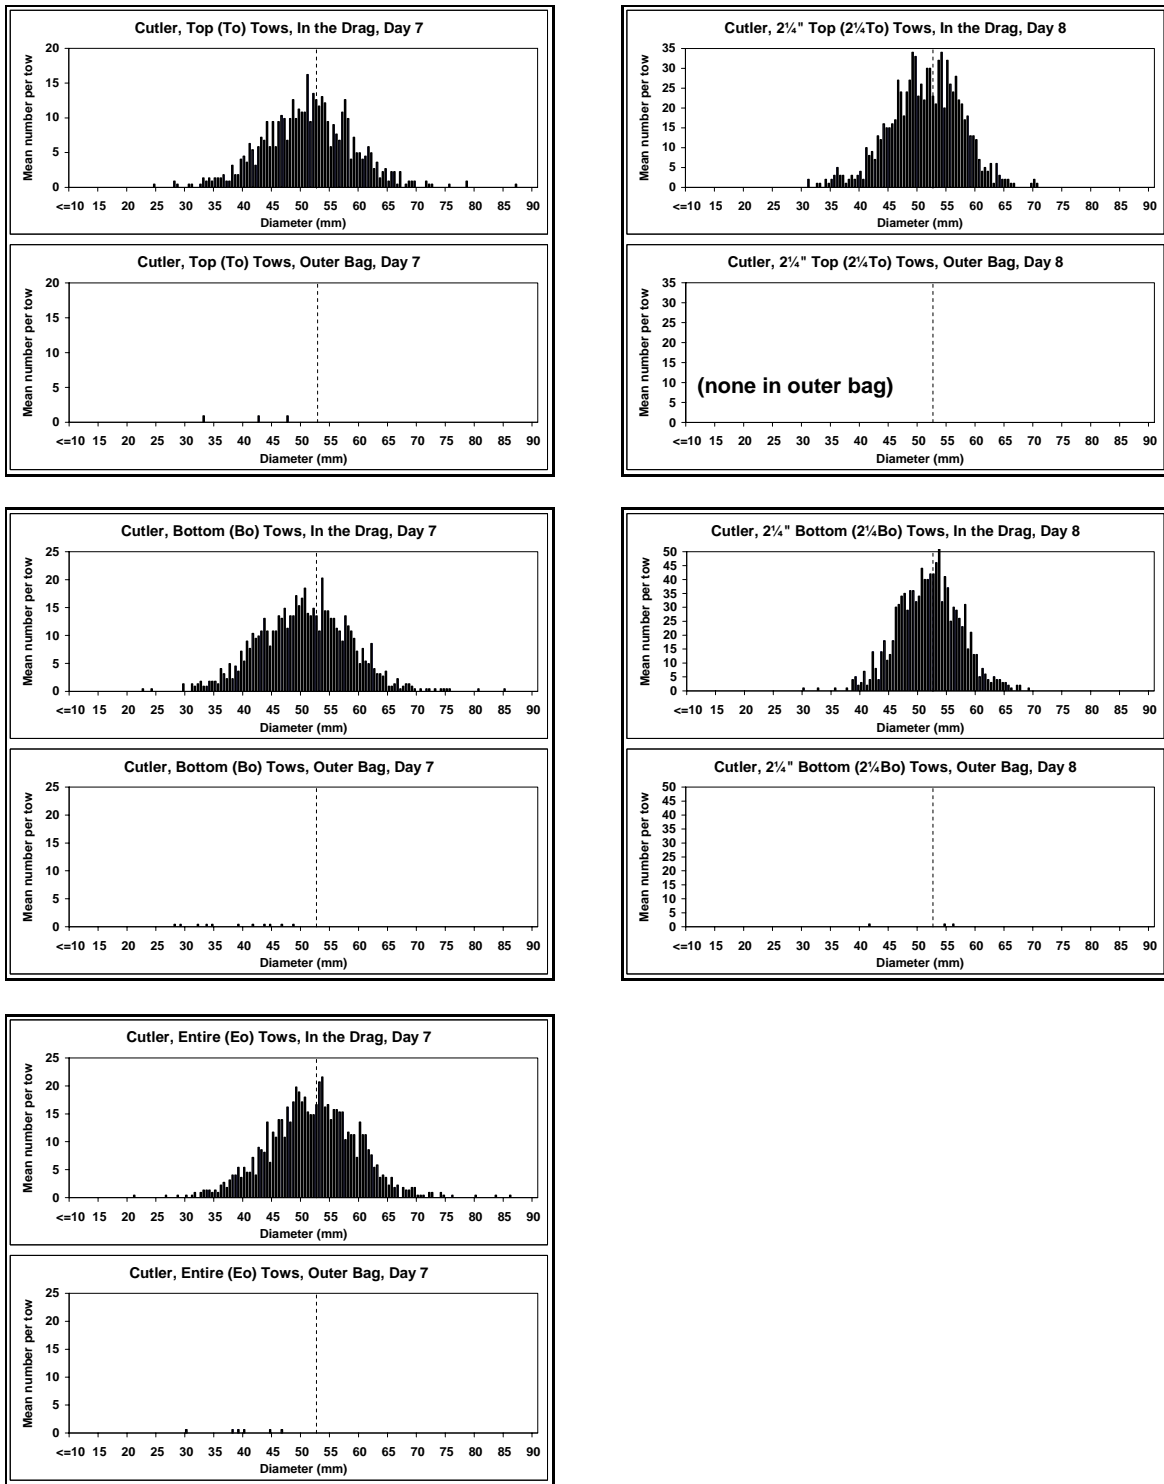 Cutler, Top (To) Tows, In the Drag, Day 7
Mean number per tow
20
15
10
5
0
<=10 15 20 25 30 35 40 45 50 55 60 65 70 75 80 85 90
Diameter (mm)
Cutler, Top (To) Tows, Outer Bag, Day 7
Mean number per tow
20
15
10
5
0
<=10 15 20 25 30 35 40 45 50 55 60 65 70 75 80 85 90
Diameter (mm)
Cutler, 2¼" Top (2¼To) Tows, In the Drag, Day 8
Mean number per tow
35
30
25
20
15
10
5
0
<=10 15 20 25 30 35 40 45 50 55 60 65 70 75 80 85 90
Diameter (mm)
Cutler, 2¼" Top (2¼To) Tows, Outer Bag, Day 8
Mean number per tow
35
30
25
20
15
10
5
0
(none in outer bag)
<=10 15 20 25 30 35 40 45 50 55 60 65 70 75 80 85 90
Diameter (mm)
Cutler, Bottom (Bo) Tows, In the Drag, Day 7
Mean number per tow
25
20
15
10
5
0
<=10 15 20 25 30 35 40 45 50 55 60 65 70 75 80 85 90
Diameter (mm)
Cutler, Bottom (Bo) Tows, Outer Bag, Day 7
Mean number per tow
25
20
15
10
5
0
<=10 15 20 25 30 35 40 45 50 55 60 65 70 75 80 85 90
Diameter (mm)
Cutler, 2¼" Bottom (2¼Bo) Tows, In the Drag, Day 8
Mean number per tow
50
45
40
35
30
25
20
15
10
5
0
<=10 15 20 25 30 35 40 45 50 55 60 65 70 75 80 85 90
Diameter (mm)
Cutler, 2¼" Bottom (2¼Bo) Tows, Outer Bag, Day 8
Mean number per tow
50
45
40
35
30
25
20
15
10
5
0
<=10 15 20 25 30 35 40 45 50 55 60 65 70 75 80 85 90
Diameter (mm)
Cutler, Entire (Eo) Tows, In the Drag, Day 7
Mean number per tow
25
20
15
10
5
0
<=10 15 20 25 30 35 40 45 50 55 60 65 70 75 80 85 90
Diameter (mm)
Cutler, Entire (Eo) Tows, Outer Bag, Day 7
Mean number per tow
25
20
15
10
5
0
<=10 15 20 25 30 35 40 45 50 55 60 65 70 75 80 85 90
Diameter (mm)